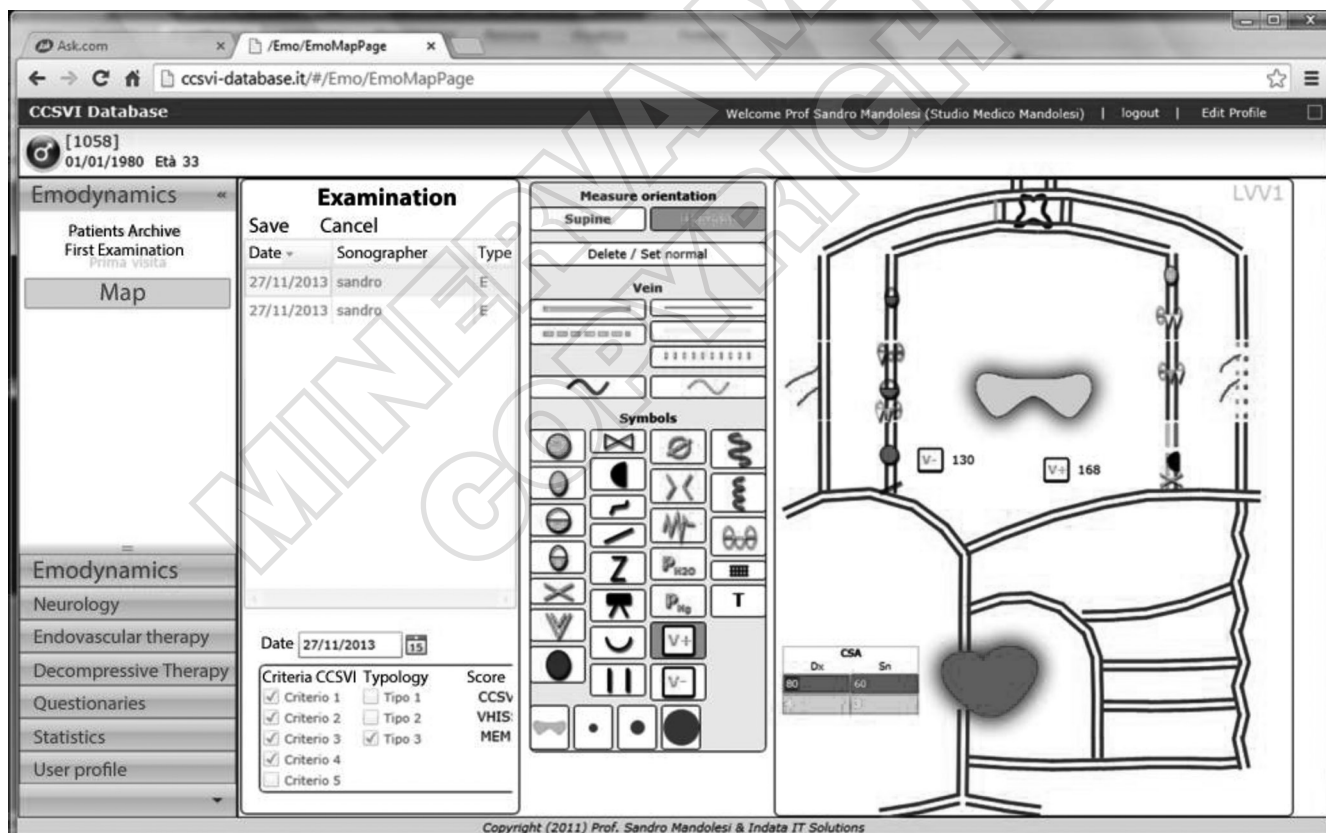 Ask.com
/Emo/EmoMapPage
ccsvi-database.it/#/Emo/EmoMapPage
CCSVI Database
Welcome Prof Sandro Mandolesi (Studio Medico Mandolesi) | logout | Edit Profile
[1058]
01/01/1980 Età 33
Emodynamics
Patients Archive
First Examination
Prima visita
Map
Emodynamics
Neurology
Endovascular therapy
Decompressive Therapy
Questionaries
Statistics
User profile
Examination
Save Cancel
Date Sonographer Type
27/11/2013 sandro E
27/11/2013 sandro E
Date 27/11/2013 15
Criteria CCSVI Typology Score
Criterio 1 Tipo 1 CCSV
Criterio 2 Tipo 2 VHIS
Criterio 3 Tipo 3 MEM
Criterio 4
Criterio 5
Measure orientation
Supine
Delete / Set normal
Vein
Symbols
Z
P H2O
P Hg
T
V+
V-
LVV1
V- 130
V+ 168
CSA
Dx Sn
80 60
MINERVA M
COPYRIGHT
Copyright (2011) Prof. Sandro Mandolesi & Indata IT Solutions